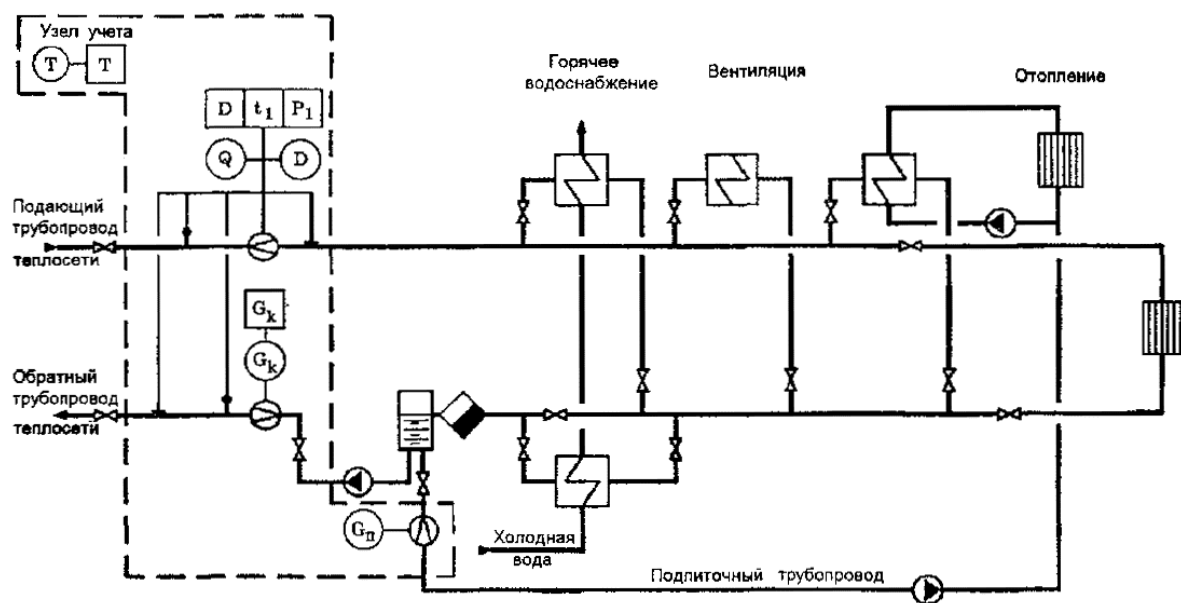 Узел учета
T T
D t₁ P₁
Q D
Горячее
водоснабжение
Вентиляция
Отопление
Подающий
трубопровод
теплосети
Gk
Gk
Обратный
трубопровод
теплосети
Gп
Холодная
вода
Подлиточный трубопровод